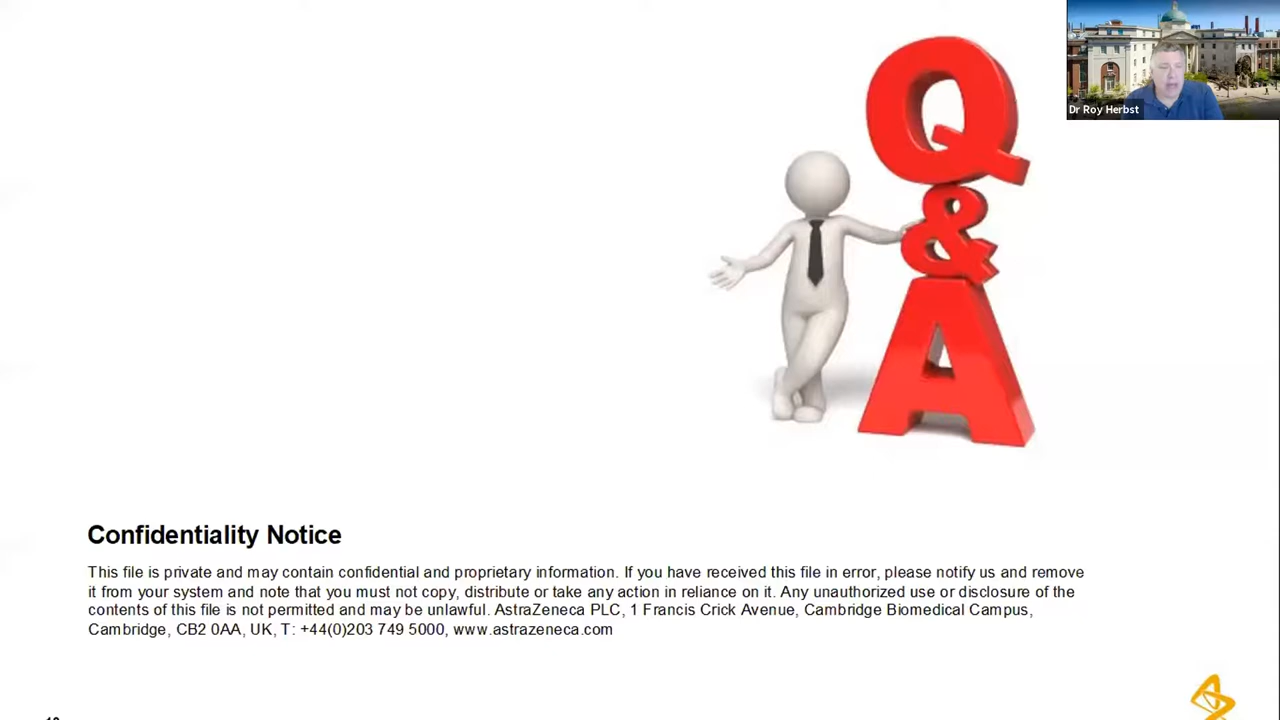 Dr Roy Herbst
Q
&
A
Confidentiality Notice
This file is private and may contain confidential and proprietary information. If you have received this file in error, please notify us and remove
it from your system and note that you must not copy, distribute or take any action in reliance on it. Any unauthorized use or disclosure of the
contents of this file is not permitted and may be unlawful. AstraZeneca PLC, 1 Francis Crick Avenue, Cambridge Biomedical Campus,
Cambridge, CB2 0AA, UK, T: +44(0)203 749 5000, www.astrazeneca.com